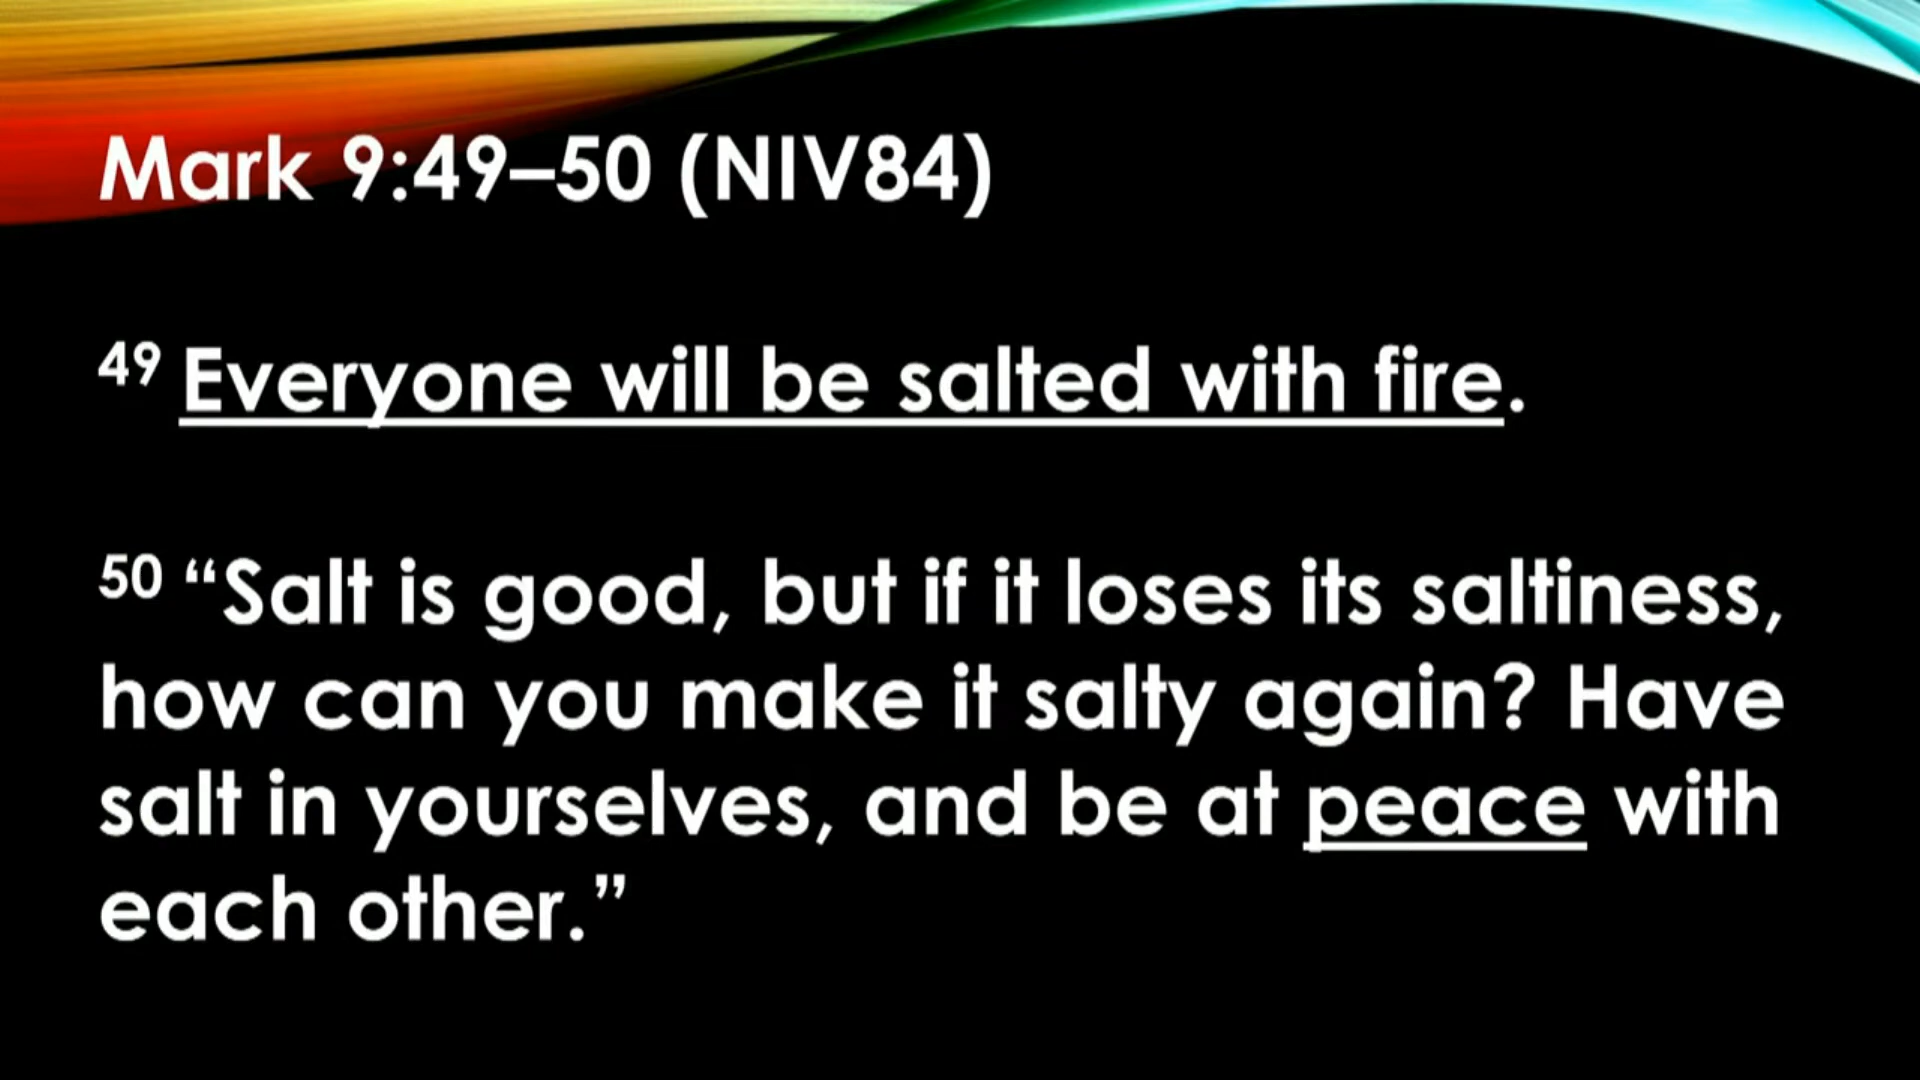 Mark 9:49–50 (NIV84)
49 Everyone will be salted with fire.
50 “Salt is good, but if it loses its saltiness,
how can you make it salty again? Have
salt in yourselves, and be at peace with
each other.”